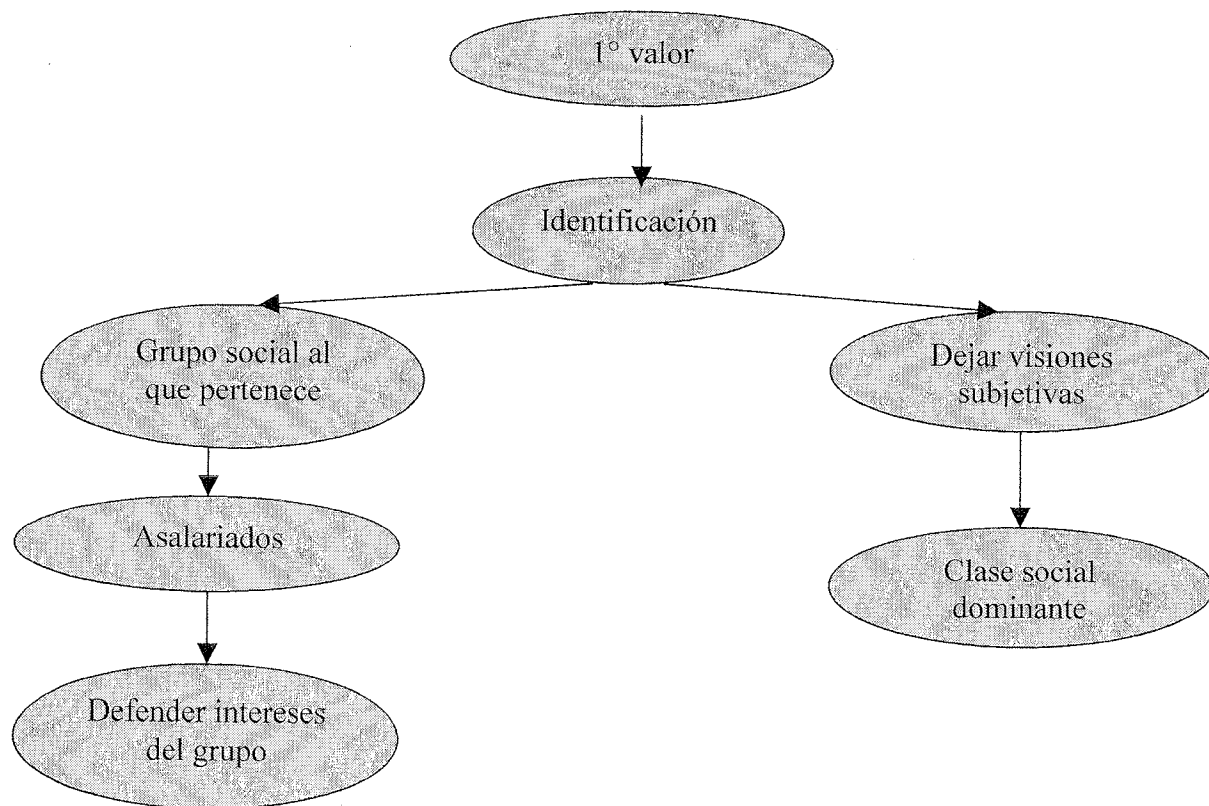 1° valor
Identificación
Grupo social al
que pertenece
Dejar visiones
subjetivas
Asalariados
Clase social
dominante
Defender intereses
del grupo